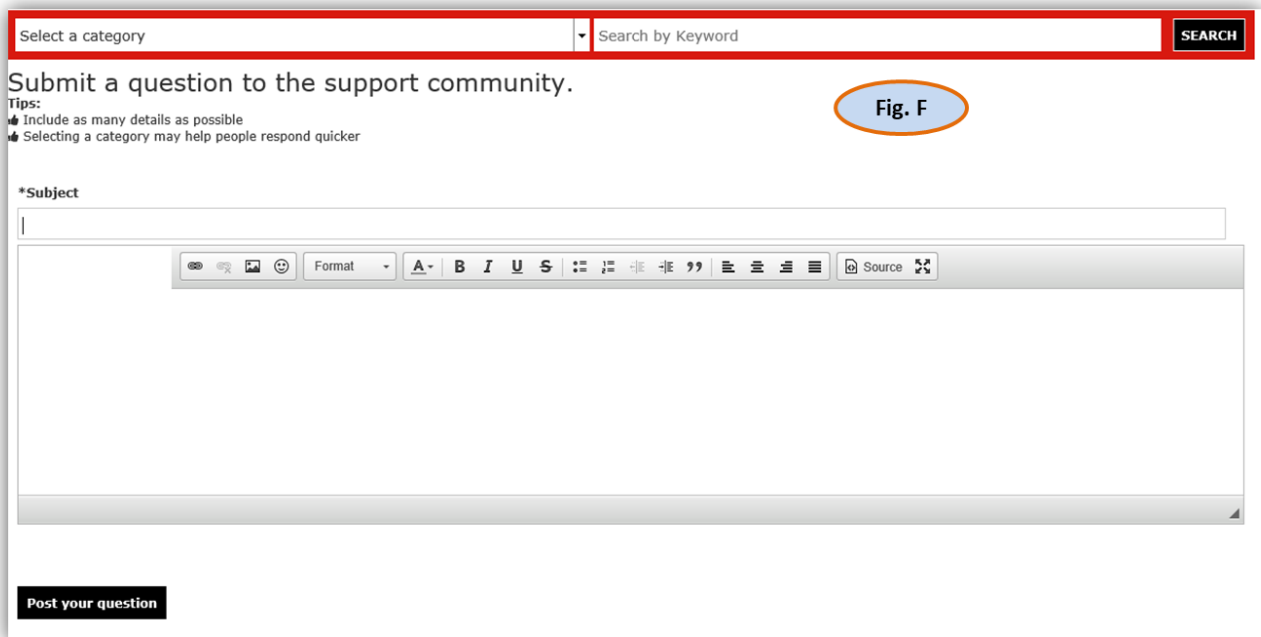 Select a category Search by Keyword SEARCH
Submit a question to the support community.
Tips:
Include as many details as possible
Selecting a category may help people respond quicker
Fig. F
*Subject
Format A B I U S Source
Post your question